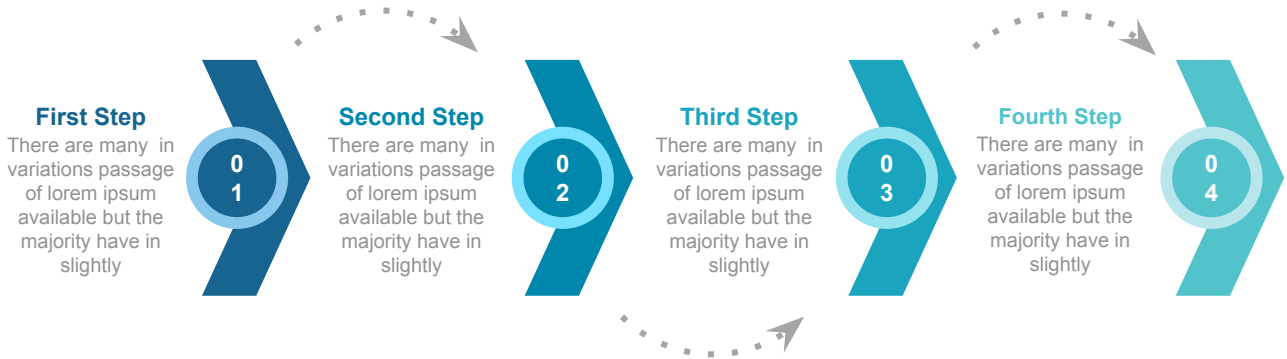 First Step
There are many  in
variations passage
of lorem ipsum
available but the
majority have in
slightly
0
1
Second Step
There are many  in
variations passage
of lorem ipsum
available but the
majority have in
slightly
0
2
Third Step
There are many  in
variations passage
of lorem ipsum
available but the
majority have in
slightly
0
3
Fourth Step
There are many  in
variations passage
of lorem ipsum
available but the
majority have in
slightly
0
4